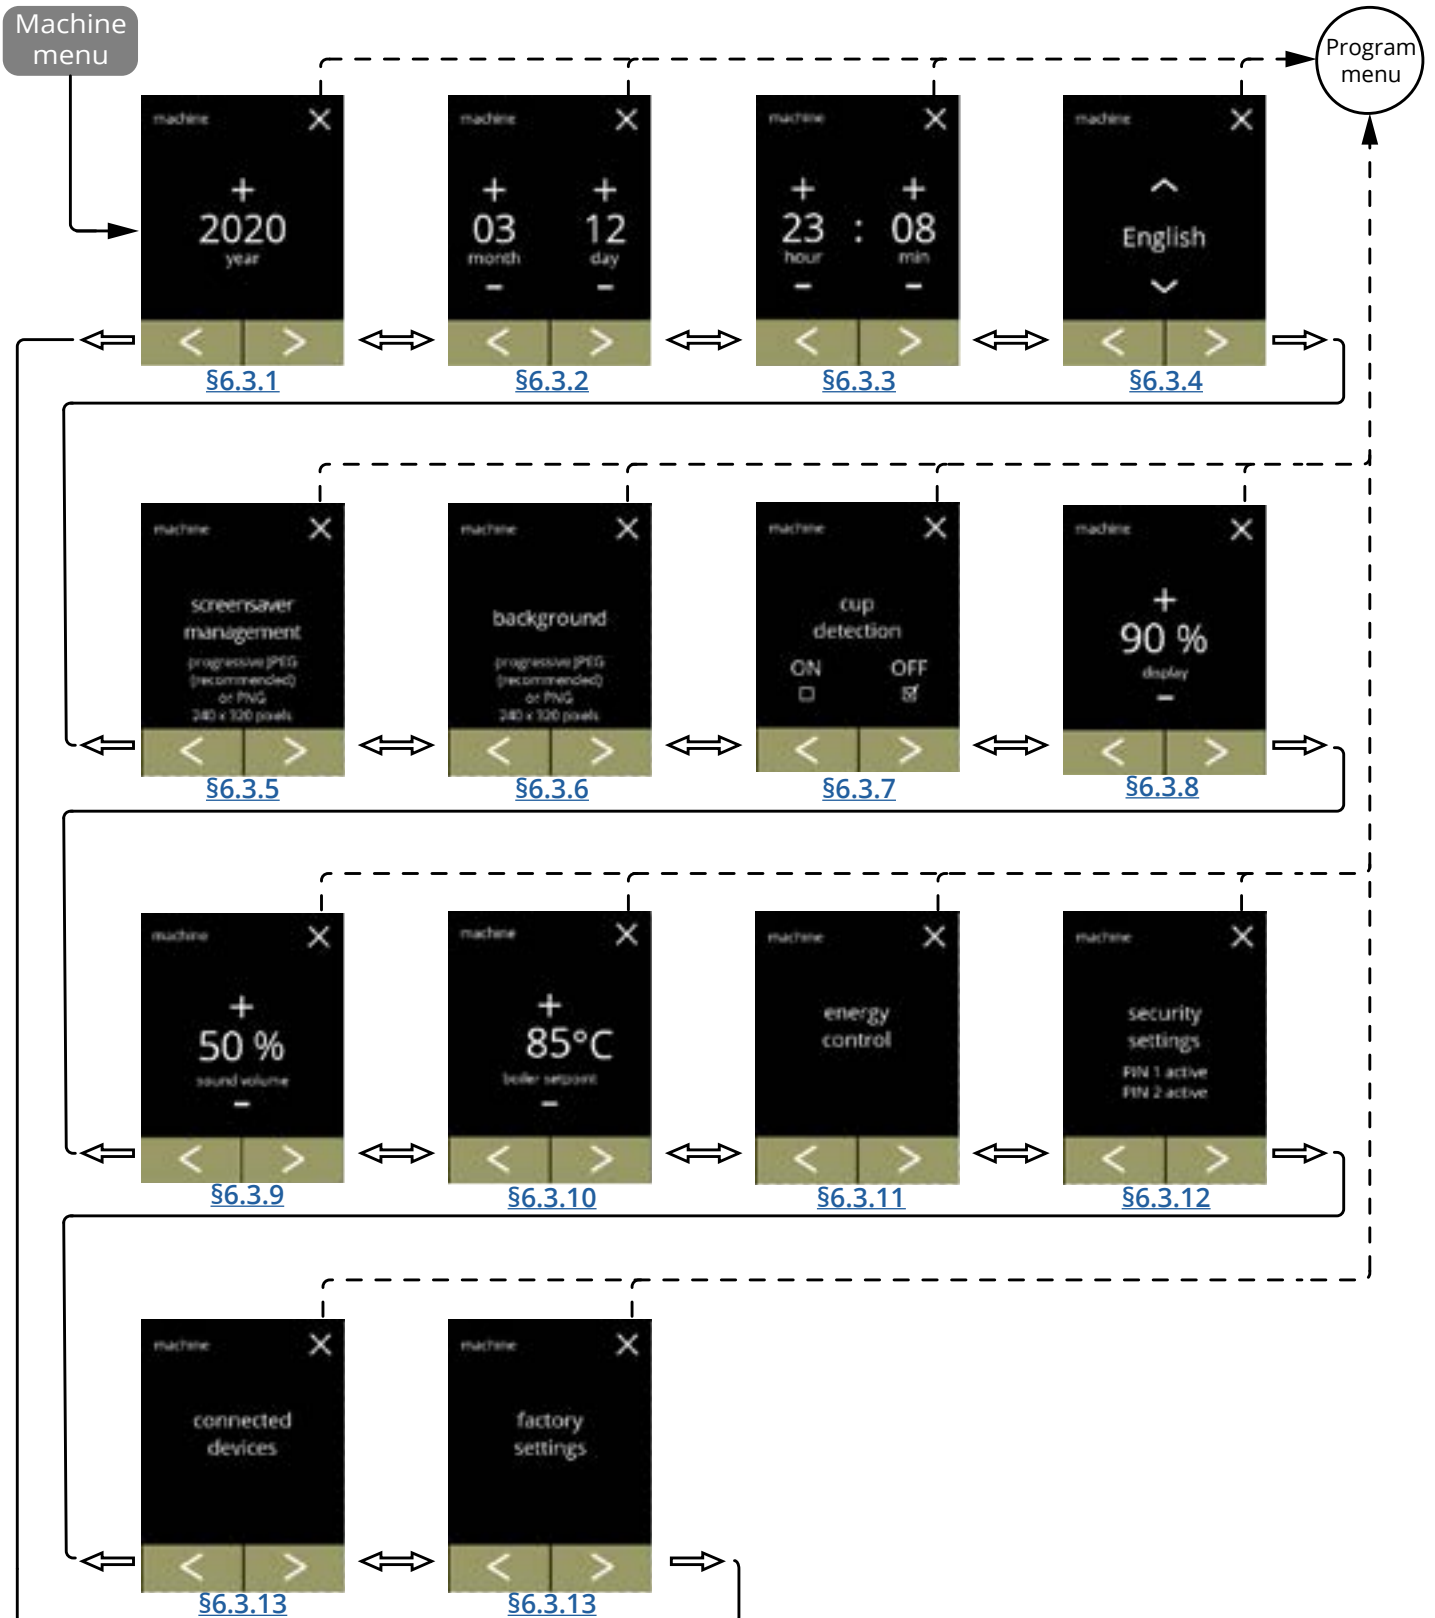 Machine
menu
Program
menu
machine
+
2020
year
-
< >
§6.3.1
machine
+ +
03 12
month day
- -
< >
§6.3.2
machine
+ +
23 : 08
hour min
- -
< >
§6.3.3
machine
English
< >
§6.3.4
machine
screensaver
management
progressive JPEG
(recommended)
or PNG
240 x 320 pixels
< >
§6.3.5
machine
background
progressive JPEG
(recommended)
or PNG
240 x 320 pixels
< >
§6.3.6
machine
cup
detection
ON OFF
< >
§6.3.7
machine
+
90 %
display
-
< >
§6.3.8
machine
+
50 %
sound volume
-
< >
§6.3.9
machine
+
85°C
boiler setpoint
-
< >
§6.3.10
machine
energy
control
< >
§6.3.11
machine
security
settings
PIN 1 active
PIN 2 active
< >
§6.3.12
machine
connected
devices
< >
§6.3.13
machine
factory
settings
< >
§6.3.13